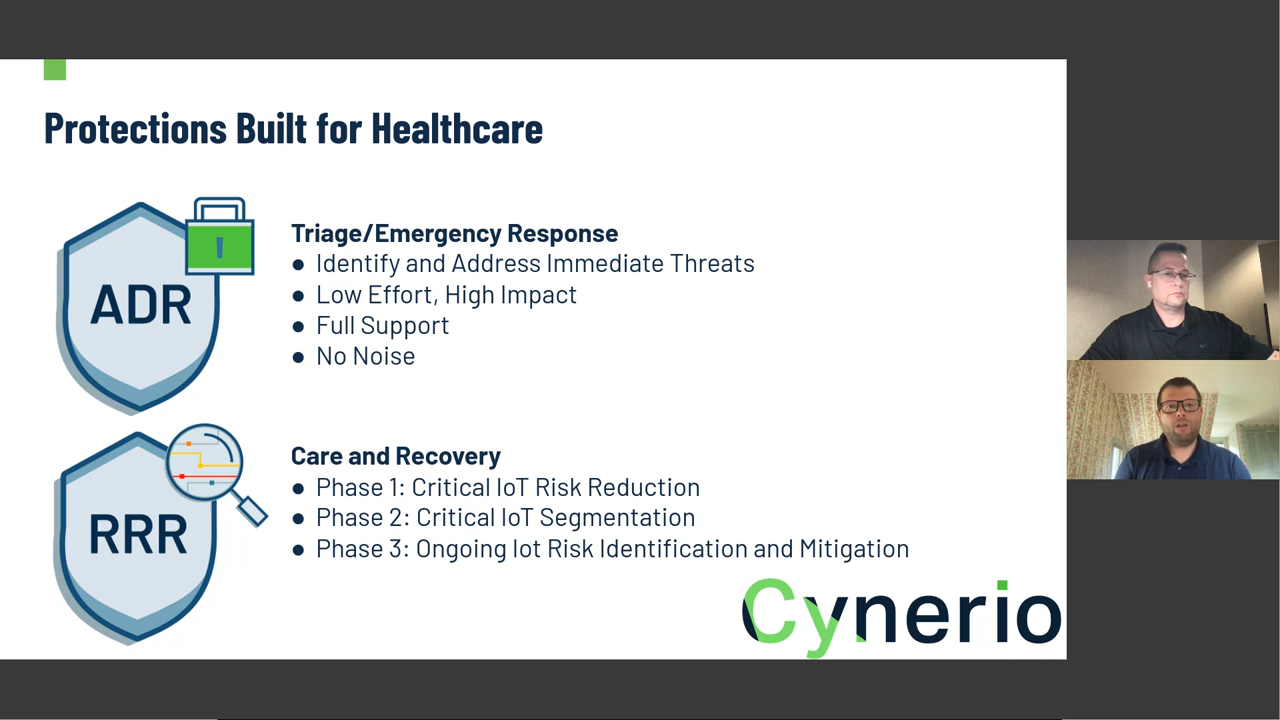 Protections Built for Healthcare
ADR
Triage/Emergency Response
● Identify and Address Immediate Threats
● Low Effort, High Impact
● Full Support
● No Noise
RRR
Care and Recovery
● Phase 1: Critical IoT Risk Reduction
● Phase 2: Critical IoT Segmentation
● Phase 3: Ongoing Iot Risk Identification and Mitigation
Cynerio